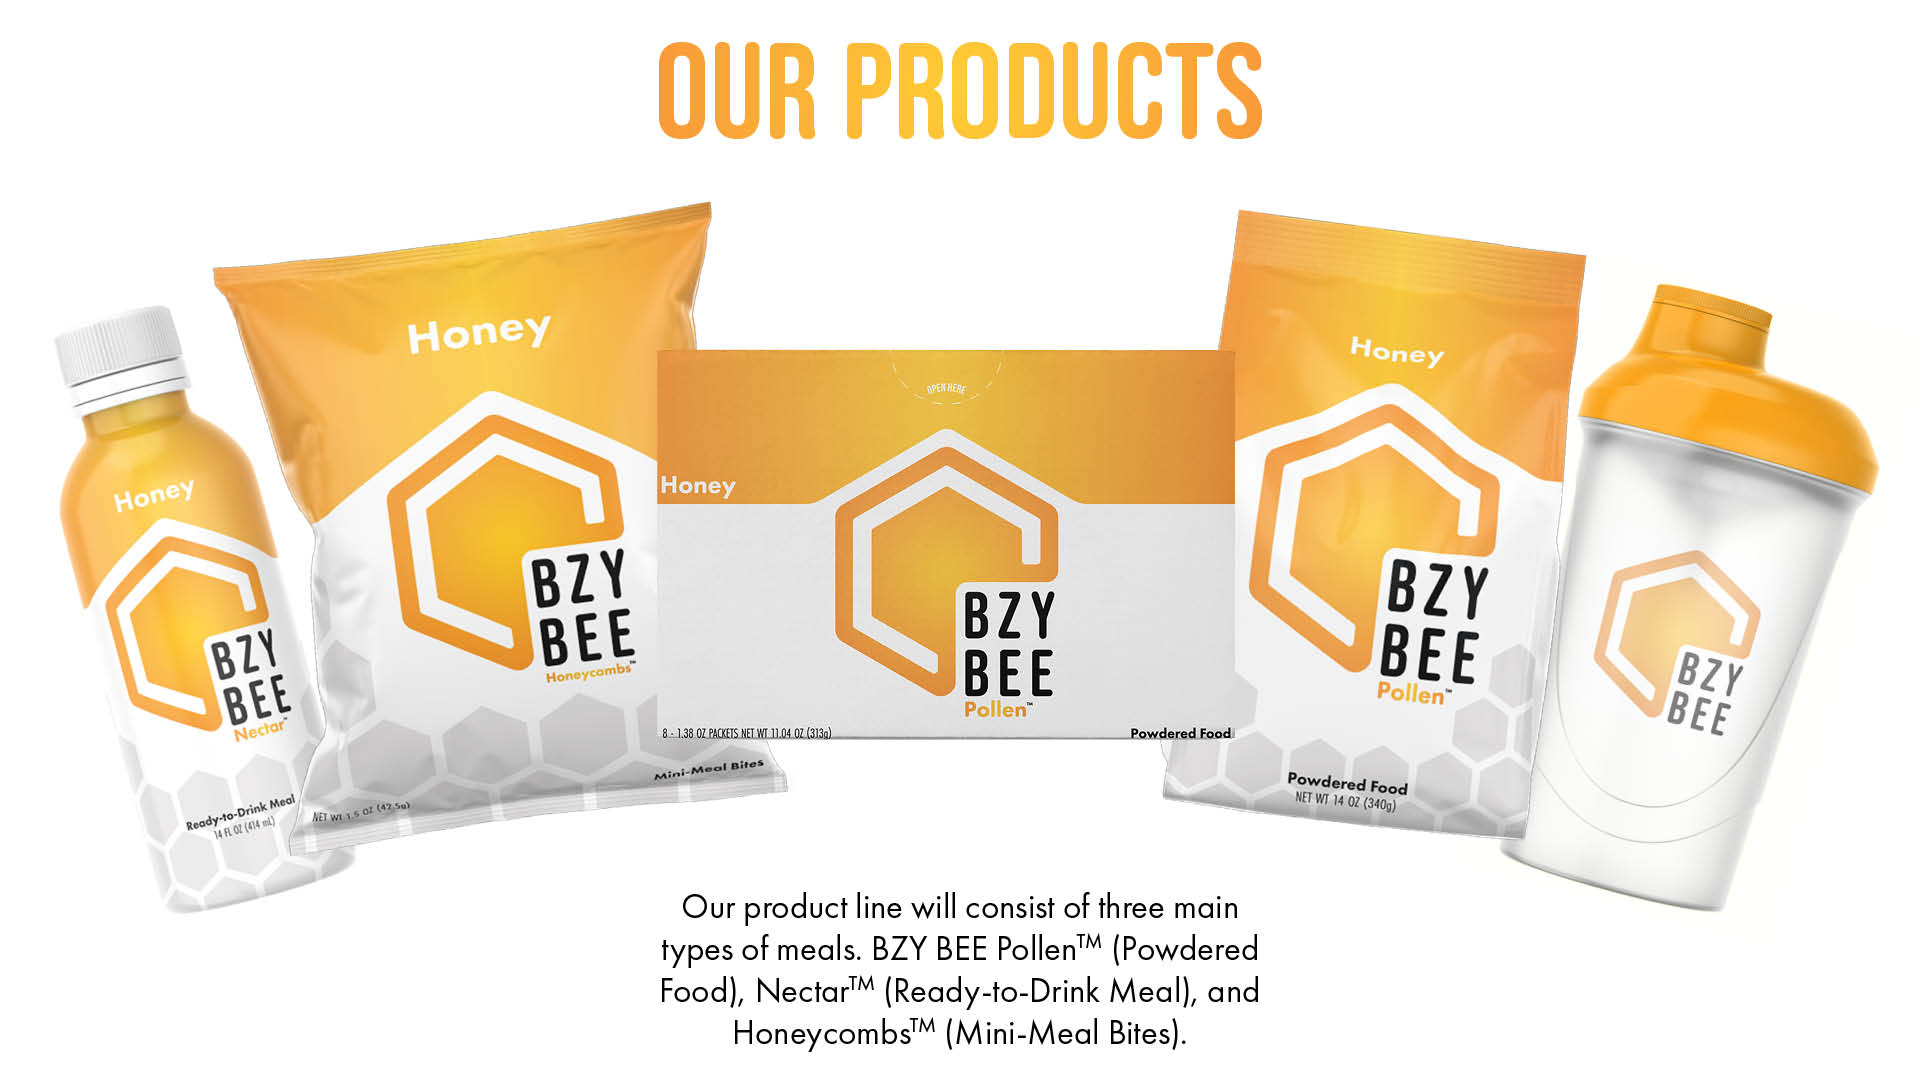 OUR PRODUCTS
Honey
BZY
BEE
Nectar™
Ready-to-Drink Meal
14 FL OZ (414 mL)
Honey
BZY
BEE
Honeycombs™
Mini-Meal Bites
NET WT 1.5 OZ (42.5g)
OPEN HERE
Honey
BZY
BEE
Pollen™
8 - 1.38 OZ PACKETS NET WT 11.04 OZ (313g)
Powdered Food
Honey
BZY
BEE
Pollen™
Powdered Food
NET WT 14 OZ (340g)
BZY
BEE
Our product line will consist of three main
types of meals. BZY BEE Pollen™ (Powdered
Food), Nectar™ (Ready-to-Drink Meal), and
Honeycombs™ (Mini-Meal Bites).